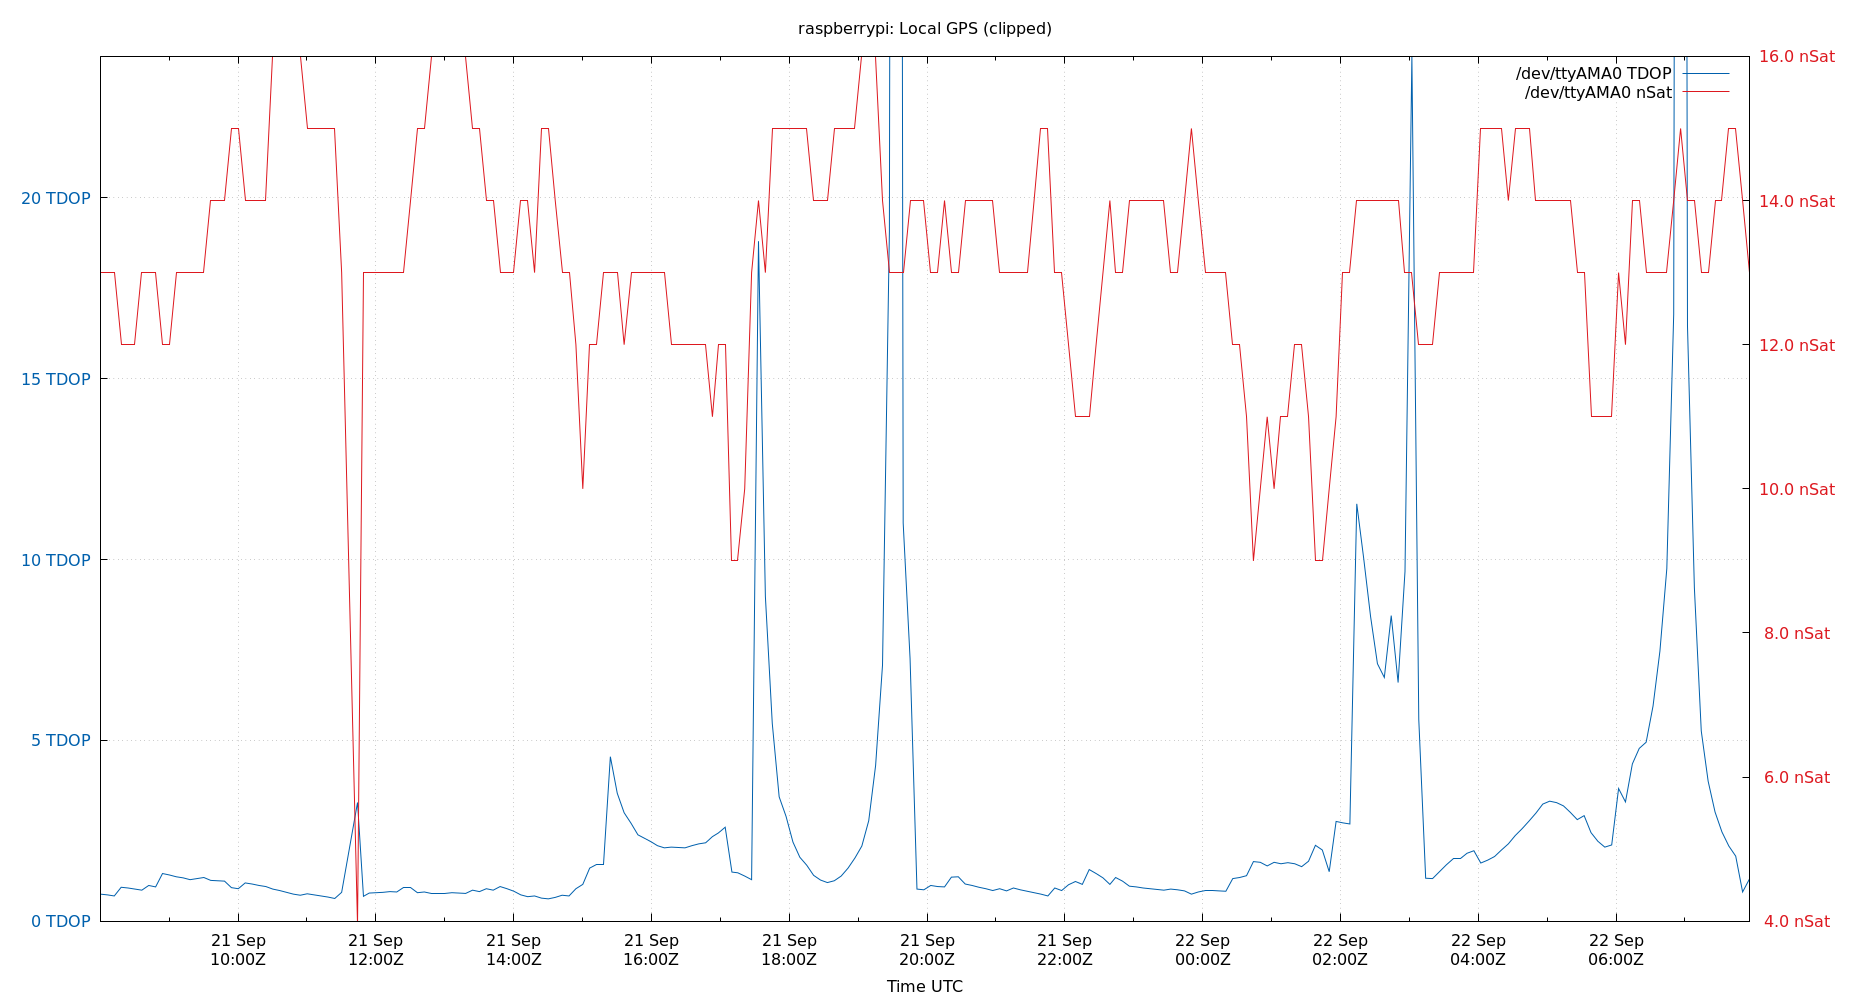 raspberrypi: Local GPS (clipped)
16.0 nSat
/dev/ttyAMA0 TDOP
/dev/ttyAMA0 nSat
20 TDOP
14.0 nSat
12.0 nSat
15 TDOP
10.0 nSat
10 TDOP
8.0 nSat
5 TDOP
6.0 nSat
0 TDOP
4.0 nSat
21 Sep 21 Sep 21 Sep 21 Sep 21 Sep 21 Sep 21 Sep 22 Sep 22 Sep 22 Sep 22 Sep
10:00Z 12:00Z 14:00Z 16:00Z 18:00Z 20:00Z 22:00Z 00:00Z 02:00Z 04:00Z 06:00Z
Time UTC